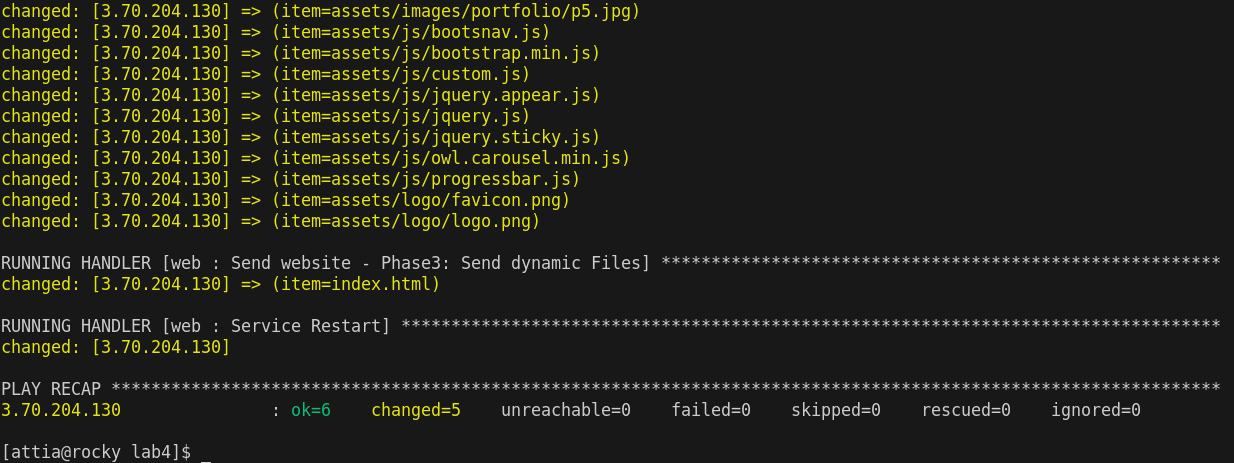 changed: [3.70.204.130] => (item=assets/images/portfolio/p5.jpg)
changed: [3.70.204.130] => (item=assets/js/bootsnav.js)
changed: [3.70.204.130] => (item=assets/js/bootstrap.min.js)
changed: [3.70.204.130] => (item=assets/js/custom.js)
changed: [3.70.204.130] => (item=assets/js/jquery.appear.js)
changed: [3.70.204.130] => (item=assets/js/jquery.js)
changed: [3.70.204.130] => (item=assets/js/jquery.sticky.js)
changed: [3.70.204.130] => (item=assets/js/owl.carousel.min.js)
changed: [3.70.204.130] => (item=assets/js/progressbar.js)
changed: [3.70.204.130] => (item=assets/logo/favicon.png)
changed: [3.70.204.130] => (item=assets/logo/logo.png)
RUNNING HANDLER [web : Send website - Phase3: Send dynamic Files] ********************************************************
changed: [3.70.204.130] => (item=index.html)
RUNNING HANDLER [web : Service Restart] **********************************************************************************
changed: [3.70.204.130]
PLAY RECAP ***************************************************************************************************************
3.70.204.130               : ok=6    changed=5    unreachable=0    failed=0    skipped=0    rescued=0    ignored=0
[attia@rocky lab4]$ _